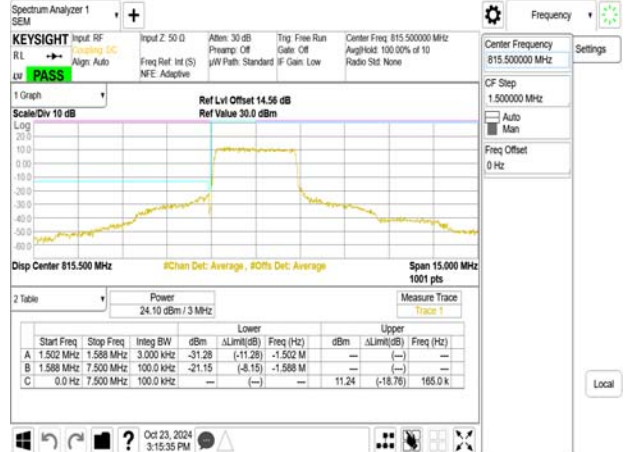 Spectrum Analyzer 1
SEM
+
Frequency
KEYSIGHT Input: RF Input Z: 50 Ω Atten: 30 dB Trig: Free Run Center Freq: 815.500000 MHz
RL Coupling: DC Preamp: Off Gate: Off Avg|Hold: 100.00% of 10
Align: Auto Freq Ref: Int (S) µW Path: Standard IF Gain: Low Radio Std: None
PASS NFE: Adaptive
Center Frequency
815.500000 MHz
Settings
CF Step
1.500000 MHz
Auto
Man
Freq Offset
0 Hz
1 Graph
Ref Lvl Offset 14.56 dB
Scale/Div 10 dB Ref Value 30.0 dBm
Log
20.0
10.0
0.00
-10.0
-20.0
-30.0
-40.0
-50.0
-60.0
Disp Center 815.500 MHz #Chan Det: Average, #Offs Det: Average Span 15.000 MHz
1001 pts
2 Table Power Measure Trace
24.10 dBm / 3 MHz Trace 1
Lower Upper
Start Freq Stop Freq Integ BW dBm ΔLimit(dB) Freq (Hz) dBm ΔLimit(dB) Freq (Hz)
A 1.502 MHz 1.588 MHz 3.000 kHz -31.28 (-11.28) -1.502 M --- (---) ---
B 1.588 MHz 7.500 MHz 100.0 kHz -21.15 (-8.15) -1.588 M --- (---) ---
C 0.0 Hz 7.500 MHz 100.0 kHz --- (---) --- 11.24 (-18.76) 165.0 k
Local
? Oct 23, 2024
3:15:35 PM